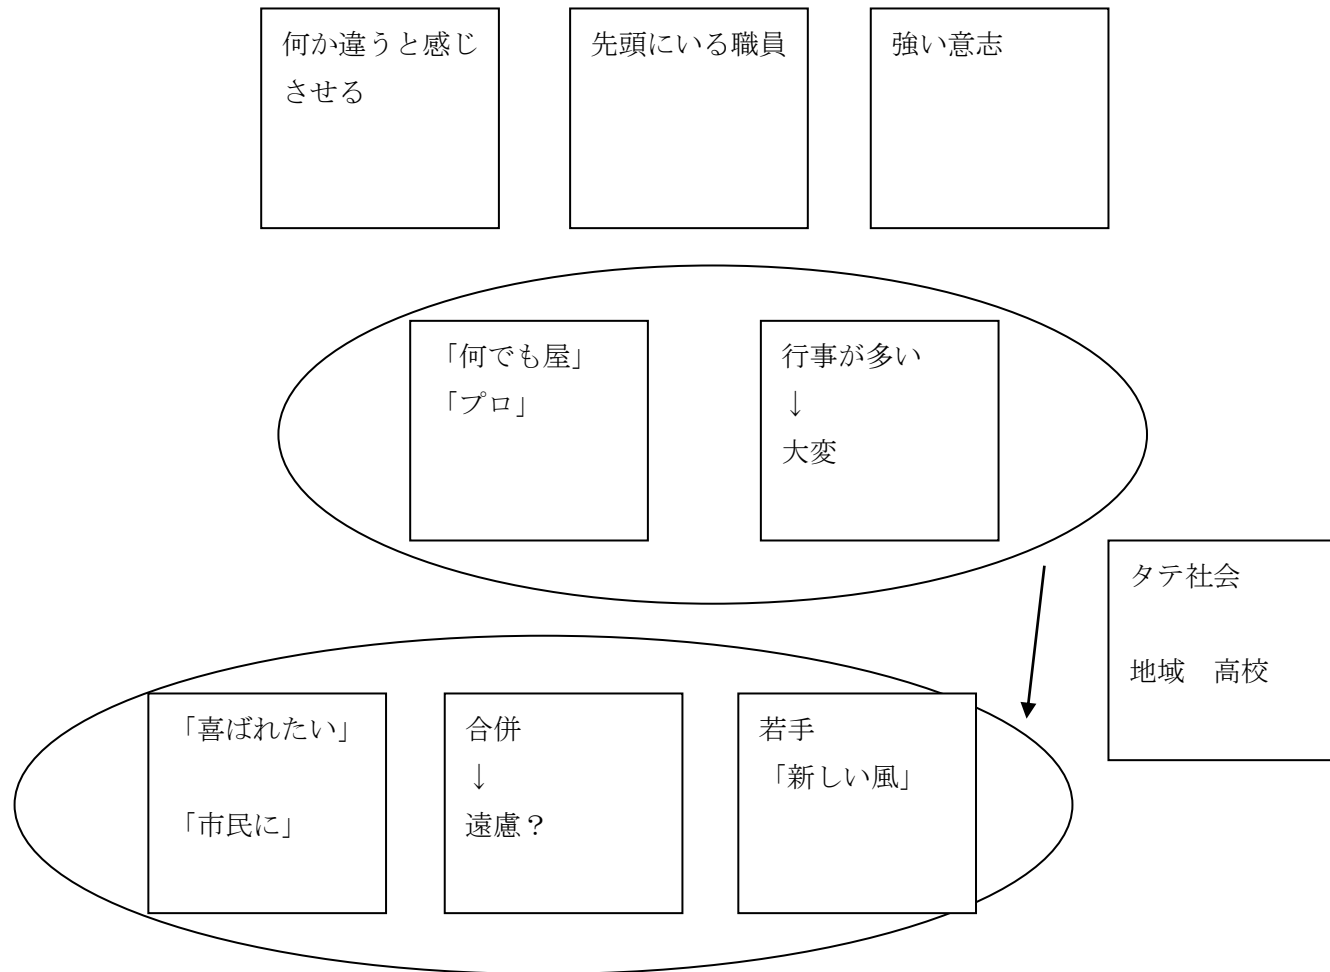 何か違うと感じ
させる
先頭にいる職員
強い意志
「何でも屋」
「プロ」
行事が多い
↓
大変
タテ社会
地域　高校
「喜ばれたい」
「市民に」
合併
↓
遠慮？
若手
「新しい風」